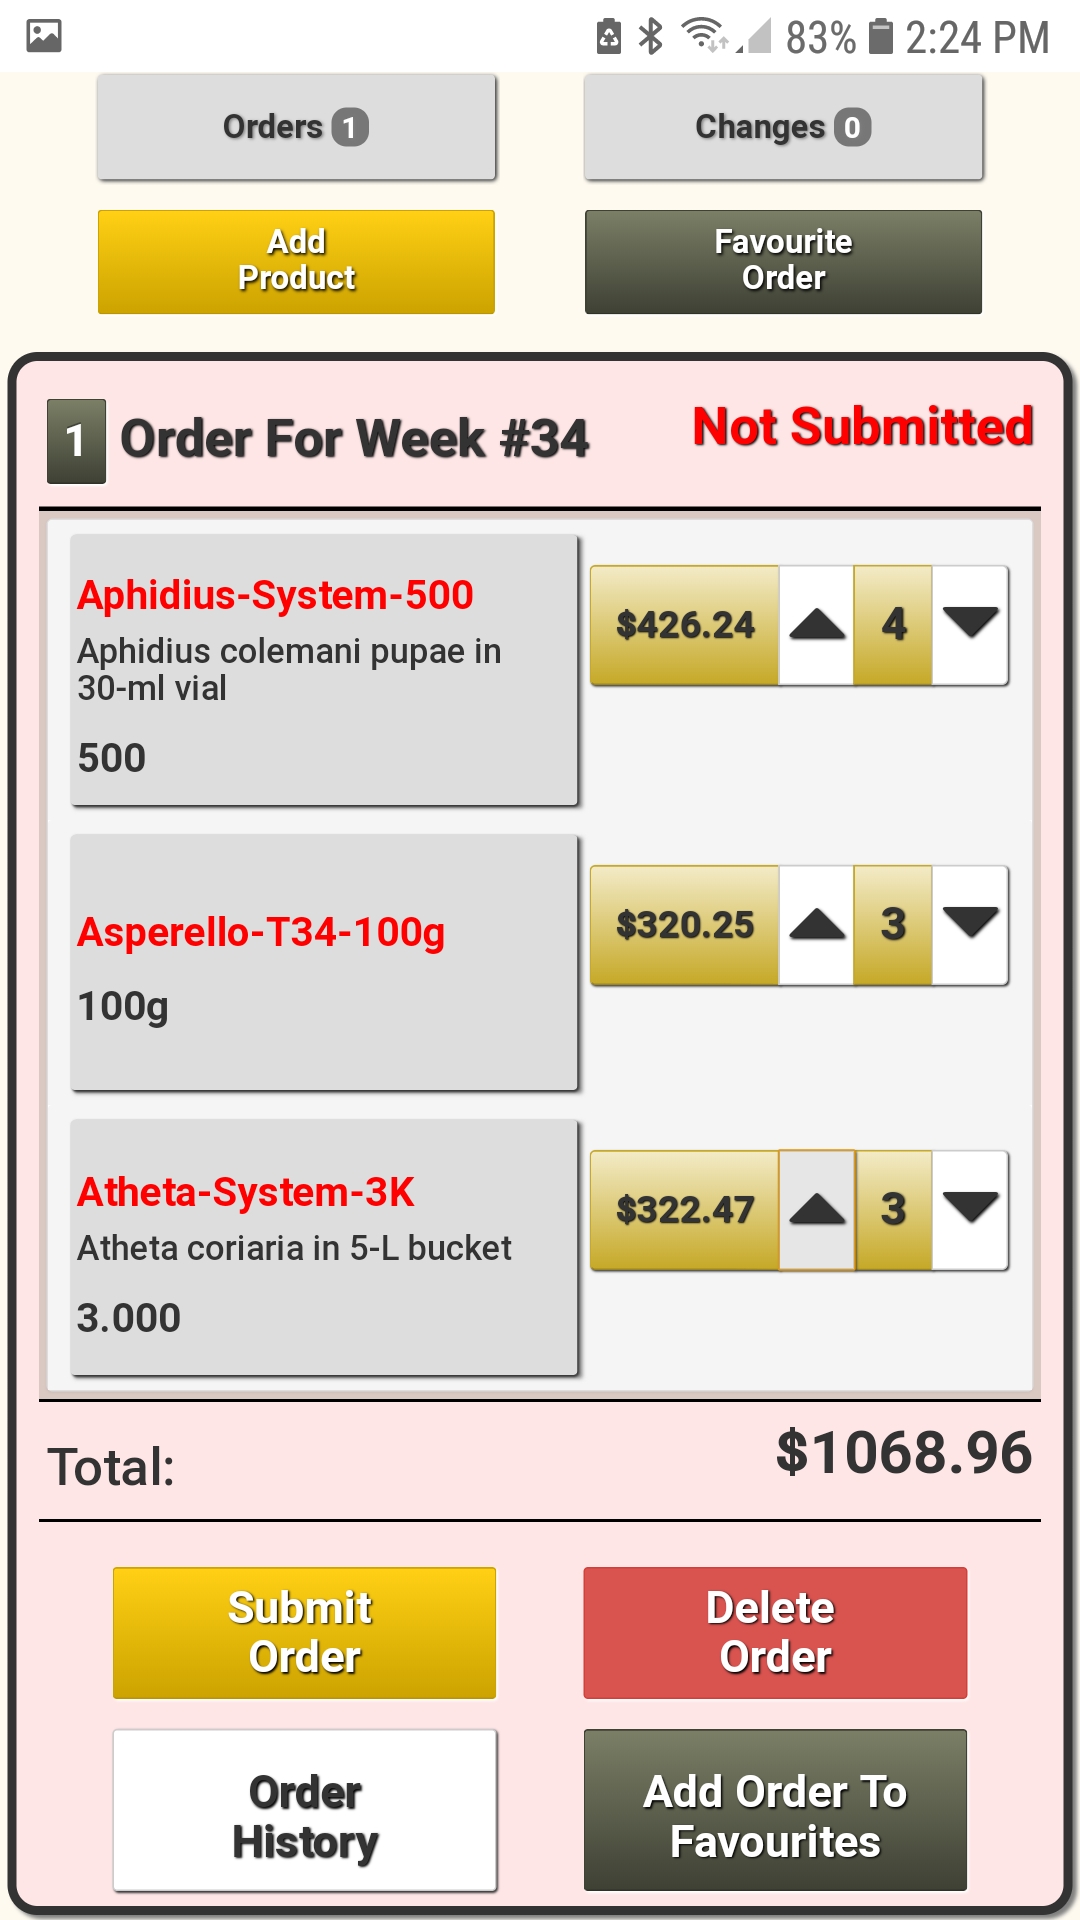 83% 2:24 PM
Orders 1
Changes 0
Add
Product
Favourite
Order
1 Order For Week #34
Not Submitted
Aphidius-System-500
Aphidius colemani pupae in
30-ml vial
500
$426.24 4
Asperello-T34-100g
100g
$320.25 3
Atheta-System-3K
Atheta coriaria in 5-L bucket
3.000
$322.47 3
Total:
$1068.96
Submit
Order
Delete
Order
Order
History
Add Order To
Favourites